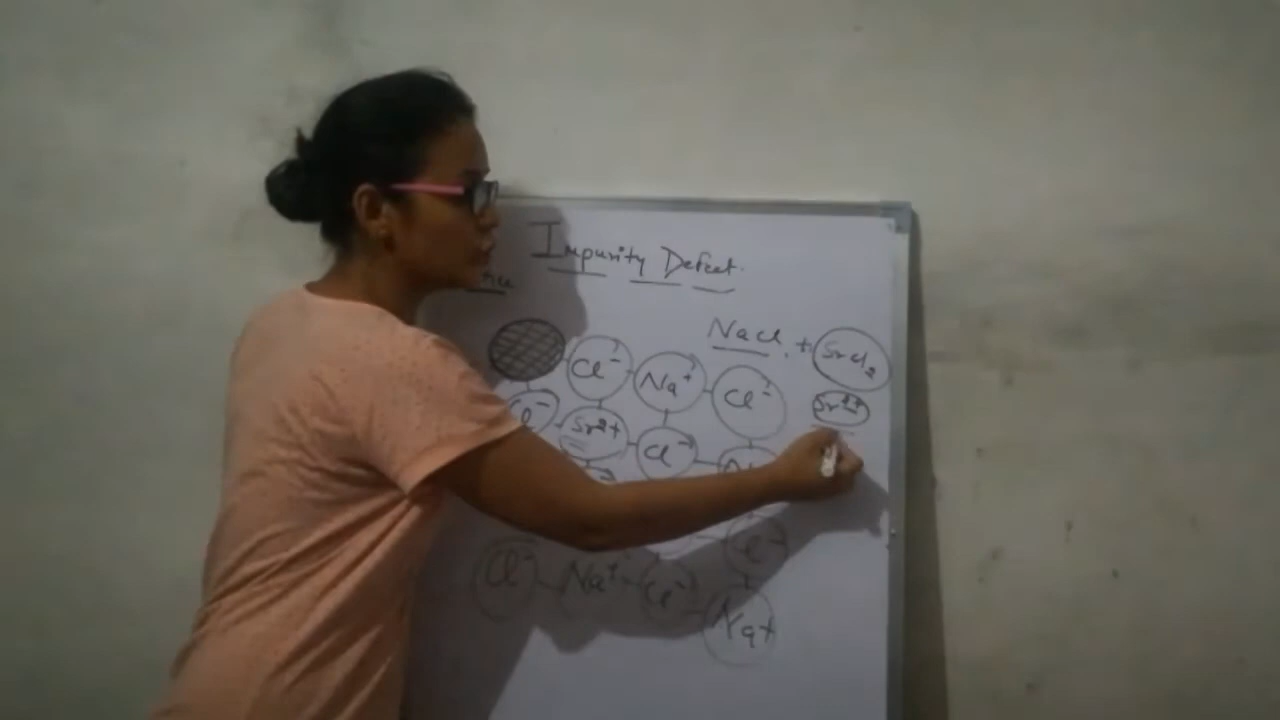 Impurity Defect.
NaCl + SrCl2
Cl- Na+ Cl-
Sr2+
Cl- Sr2+ Cl-
Cl- Na+ Cl-
Na+